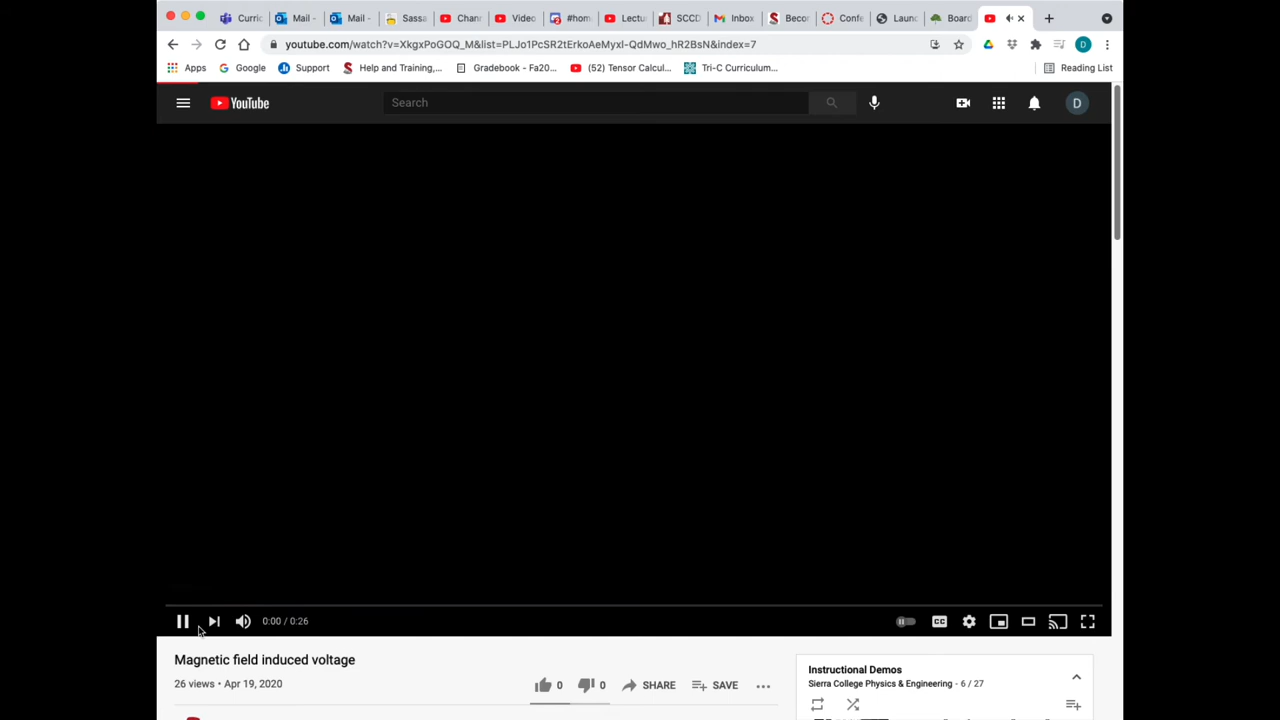 Curric Mail - Mail - Sassa Chann Video #hom Lectu SCCD Inbox Becor Confe Launc Board
youtube.com/watch?v=XkgxPoGOQ_M&list=PLJo1PcSR2tErkoAeMyxI-QdMwo_hR2BsN&index=7 D
Apps Google Support Help and Training,... Gradebook - Fa20... (52) Tensor Calcul... Tri-C Curriculum... Reading List
YouTube Search D
0:00 / 0:26 CC
Magnetic field induced voltage
26 views • Apr 19, 2020
0 0 SHARE SAVE
Instructional Demos
Sierra College Physics & Engineering - 6 / 27